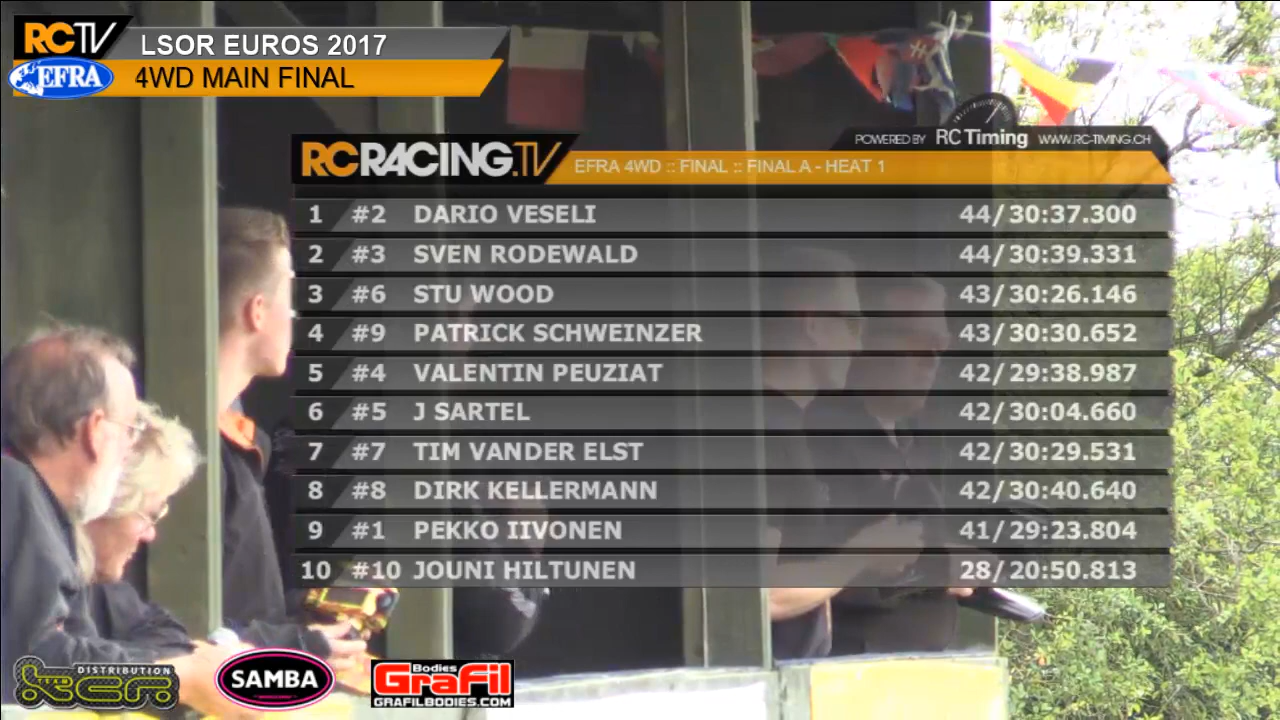 RCTV
LSOR EUROS 2017
EFRA
4WD MAIN FINAL
POWERED BY RC Timing WWW.RC-TIMING.CH
RCRACING.TV
EFRA 4WD :: FINAL :: FINAL A - HEAT 1
1 #2 DARIO VESELI 44/30:37.300
2 #3 SVEN RODEWALD 44/30:39.331
3 #6 STU WOOD 43/30:26.146
4 #9 PATRICK SCHWEINZER 43/30:30.652
5 #4 VALENTIN PEUZIAT 42/29:38.987
6 #5 J SARTEL 42/30:04.660
7 #7 TIM VANDER ELST 42/30:29.531
8 #8 DIRK KELLERMANN 42/30:40.640
9 #1 PEKKO IIVONEN 41/29:23.804
10 #10 JOUNI HILTUNEN 28/20:50.813
DISTRIBUTION
TEAM
KCR
SAMBA
Bodies
GraFil
GRAFILBODIES.COM